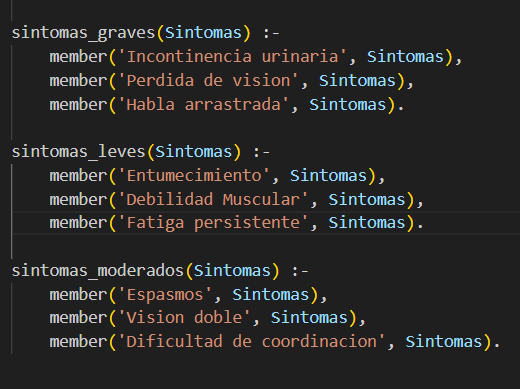 sintomas_graves(Sintomas) :-
    member('Incontinencia urinaria', Sintomas),
    member('Perdida de vision', Sintomas),
    member('Habla arrastrada', Sintomas).
sintomas_leves(Sintomas) :-
    member('Entumecimiento', Sintomas),
    member('Debilidad Muscular', Sintomas),
    member('Fatiga persistente', Sintomas).
sintomas_moderados(Sintomas) :-
    member('Espasmos', Sintomas),
    member('Vision doble', Sintomas),
    member('Dificultad de coordinacion', Sintomas).